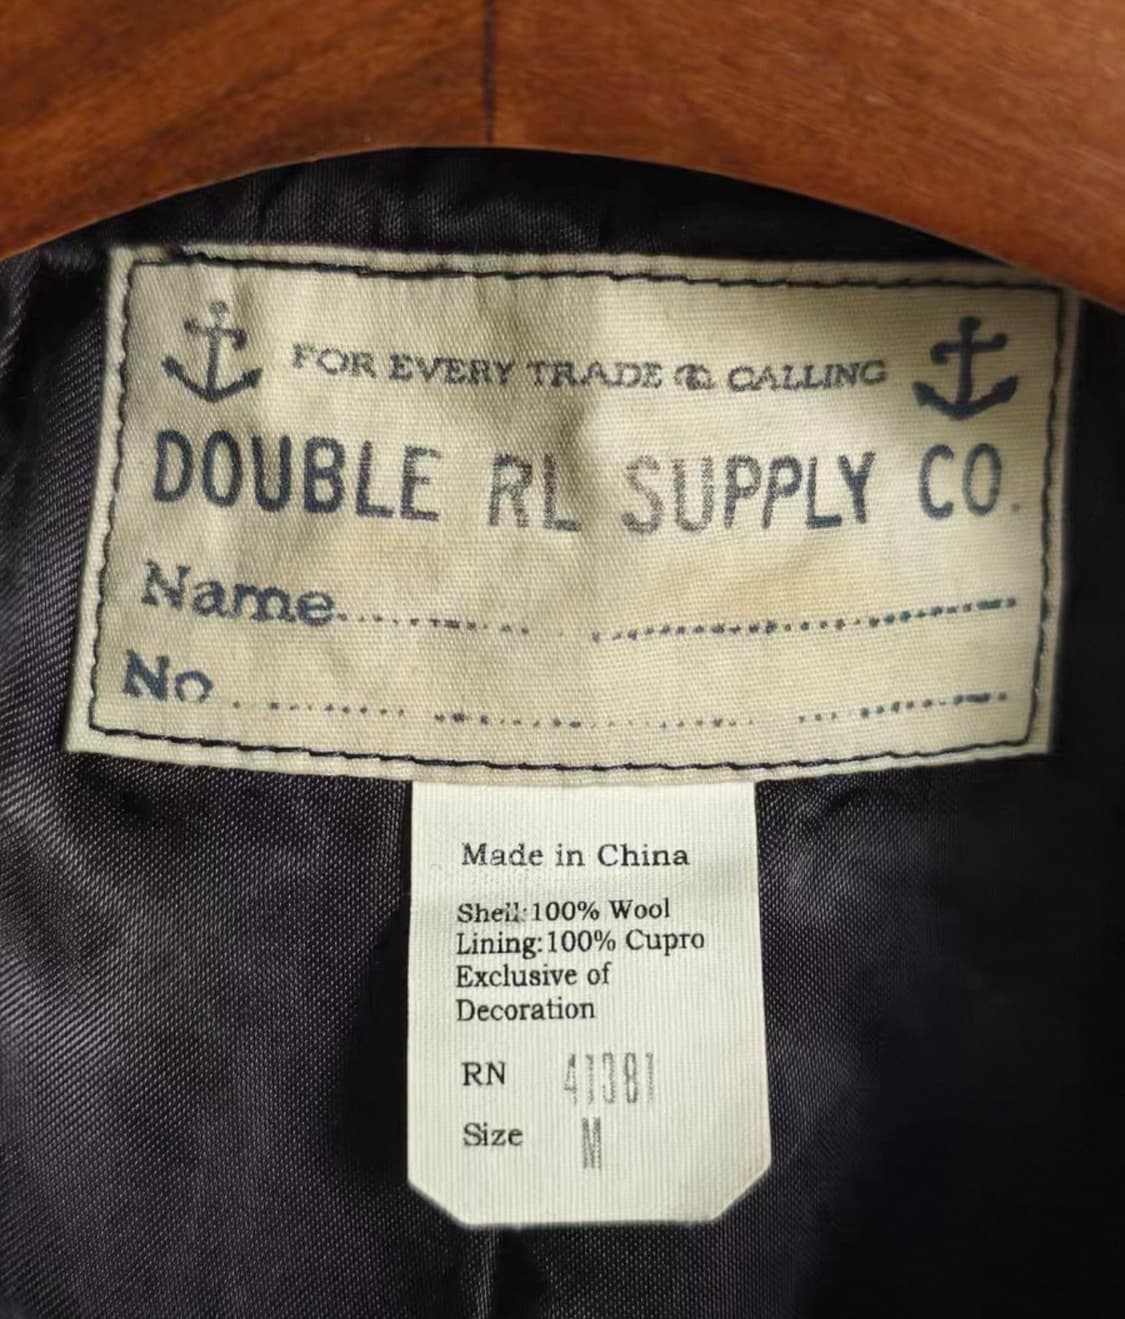 FOR EVERY TRADE & CALLING
DOUBLE RL SUPPLY CO.
Name
No
Made in China
Shell:100% Wool
Lining:100% Cupro
Exclusive of
Decoration
RN 41381
Size M